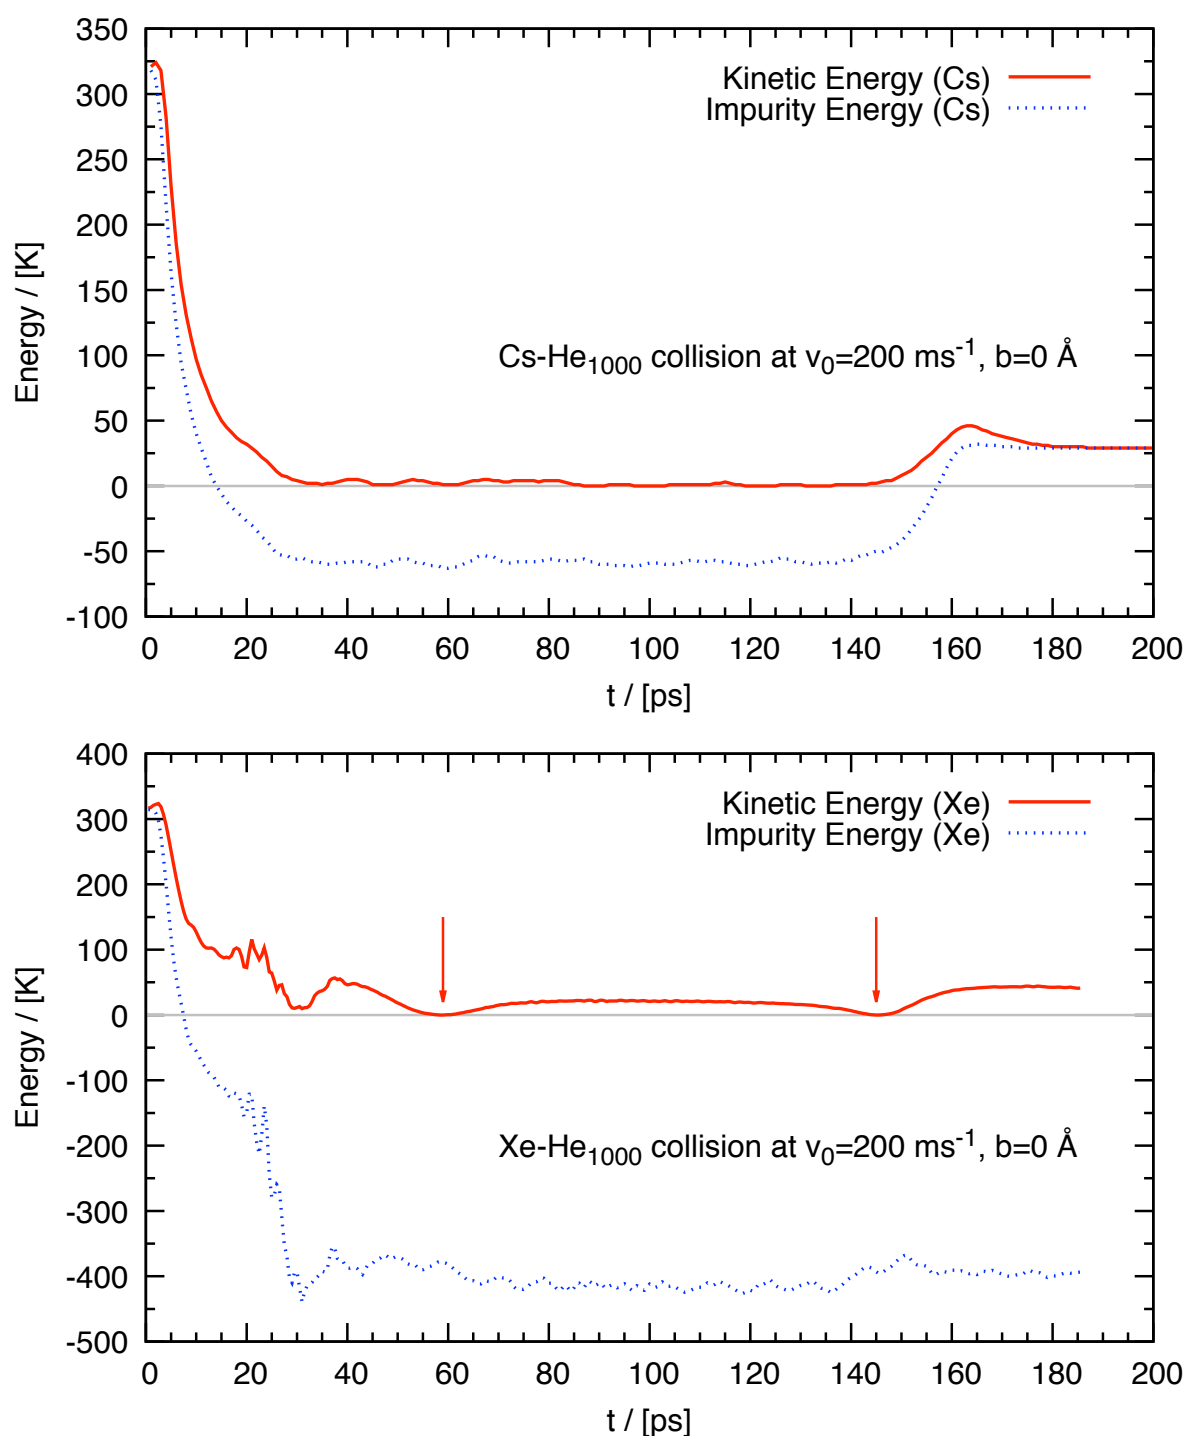 350
300
250
200
150
100
50
0
-50
-100
Energy / [K]
Kinetic Energy (Cs)
Impurity Energy (Cs)
Cs-He₁₀₀₀ collision at v₀=200 ms⁻¹, b=0 Å
0 20 40 60 80 100 120 140 160 180 200
t / [ps]
400
300
200
100
0
-100
-200
-300
-400
-500
Energy / [K]
Kinetic Energy (Xe)
Impurity Energy (Xe)
Xe-He₁₀₀₀ collision at v₀=200 ms⁻¹, b=0 Å
0 20 40 60 80 100 120 140 160 180 200
t / [ps]